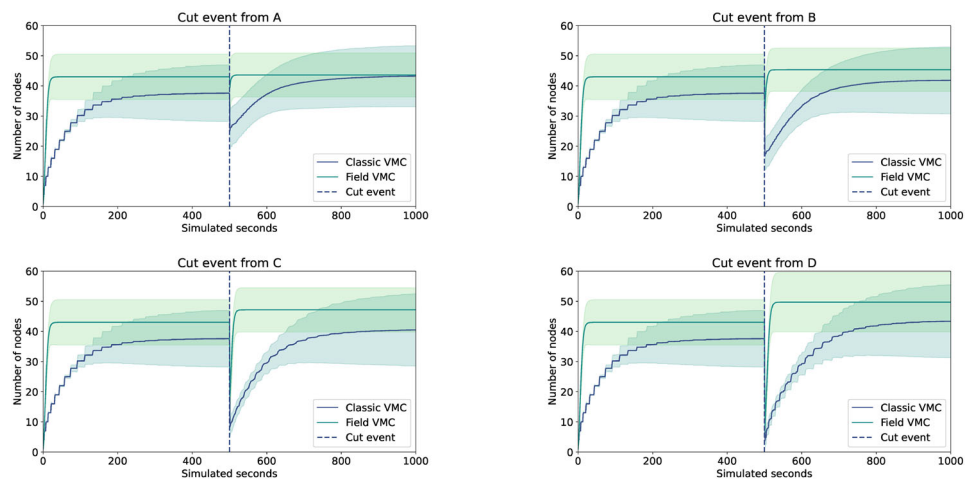 Cut event from A
60
50
40
30
20
10
0
Number of nodes
Classic VMC
Field VMC
Cut event
0 200 400 600 800 1000
Simulated seconds
Cut event from B
60
50
40
30
20
10
0
Number of nodes
Classic VMC
Field VMC
Cut event
0 200 400 600 800 1000
Simulated seconds
Cut event from C
60
50
40
30
20
10
0
Number of nodes
Classic VMC
Field VMC
Cut event
0 200 400 600 800 1000
Simulated seconds
Cut event from D
60
50
40
30
20
10
0
Number of nodes
Classic VMC
Field VMC
Cut event
0 200 400 600 800 1000
Simulated seconds